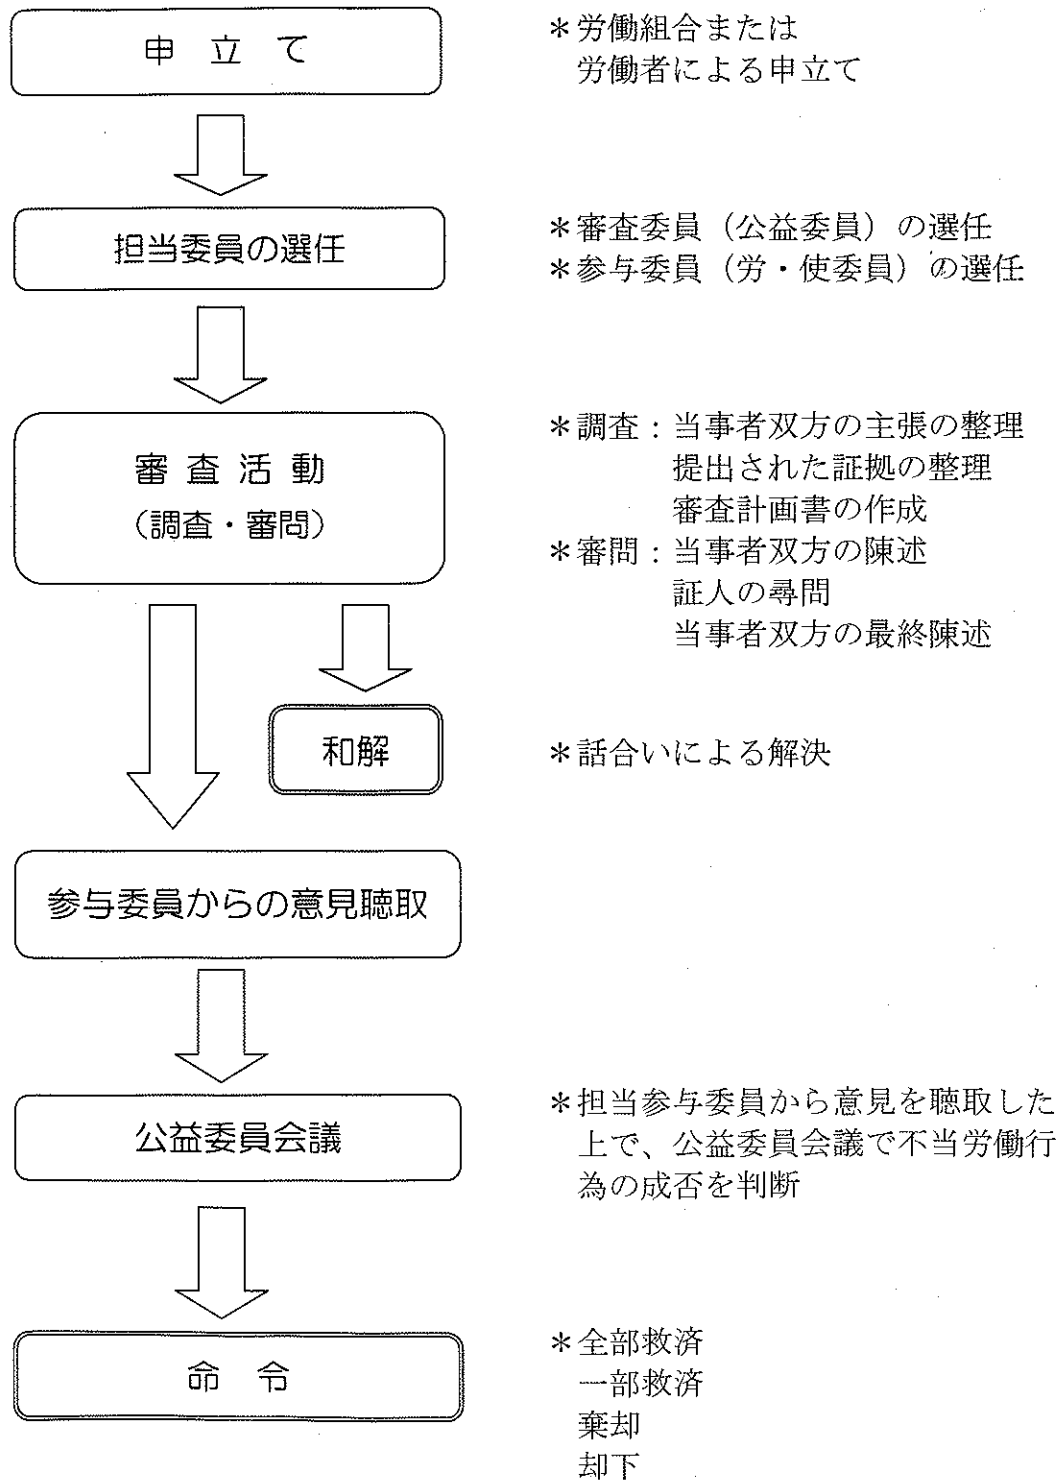 申立て
＊労働組合または
労働者による申立て
担当委員の選任
＊審査委員（公益委員）の選任
＊参与委員（労・使委員）の選任
審査活動
（調査・審問）
＊調査：当事者双方の主張の整理
提出された証拠の整理
審査計画書の作成
＊審問：当事者双方の陳述
証人の尋問
当事者双方の最終陳述
和解
＊話合いによる解決
参与委員からの意見聴取
公益委員会議
＊担当参与委員から意見を聴取した
上で、公益委員会議で不当労働行
為の成否を判断
命令
＊全部救済
一部救済
棄却
却下